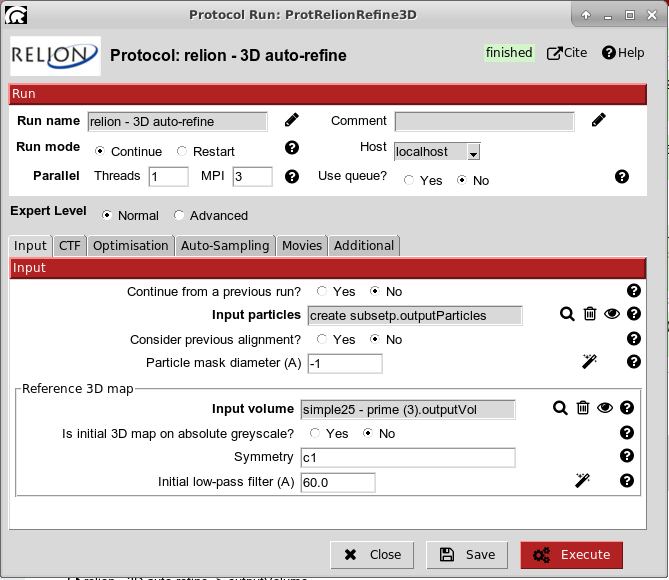 Protocol Run: ProtRelionRefine3D
RELION Protocol: relion - 3D auto-refine finished Cite Help
Run
Run name relion - 3D auto-refine Comment
Run mode Continue Restart Host localhost
Parallel Threads 1 MPI 3 Use queue? Yes No
Expert Level Normal Advanced
Input CTF Optimisation Auto-Sampling Movies Additional
Input
Continue from a previous run? Yes No
Input particles create subsetp.outputParticles
Consider previous alignment? Yes No
Particle mask diameter (A) -1
Reference 3D map
Input volume simple25 - prime (3).outputVol
Is initial 3D map on absolute greyscale? Yes No
Symmetry c1
Initial low-pass filter (A) 60.0
Close Save Execute